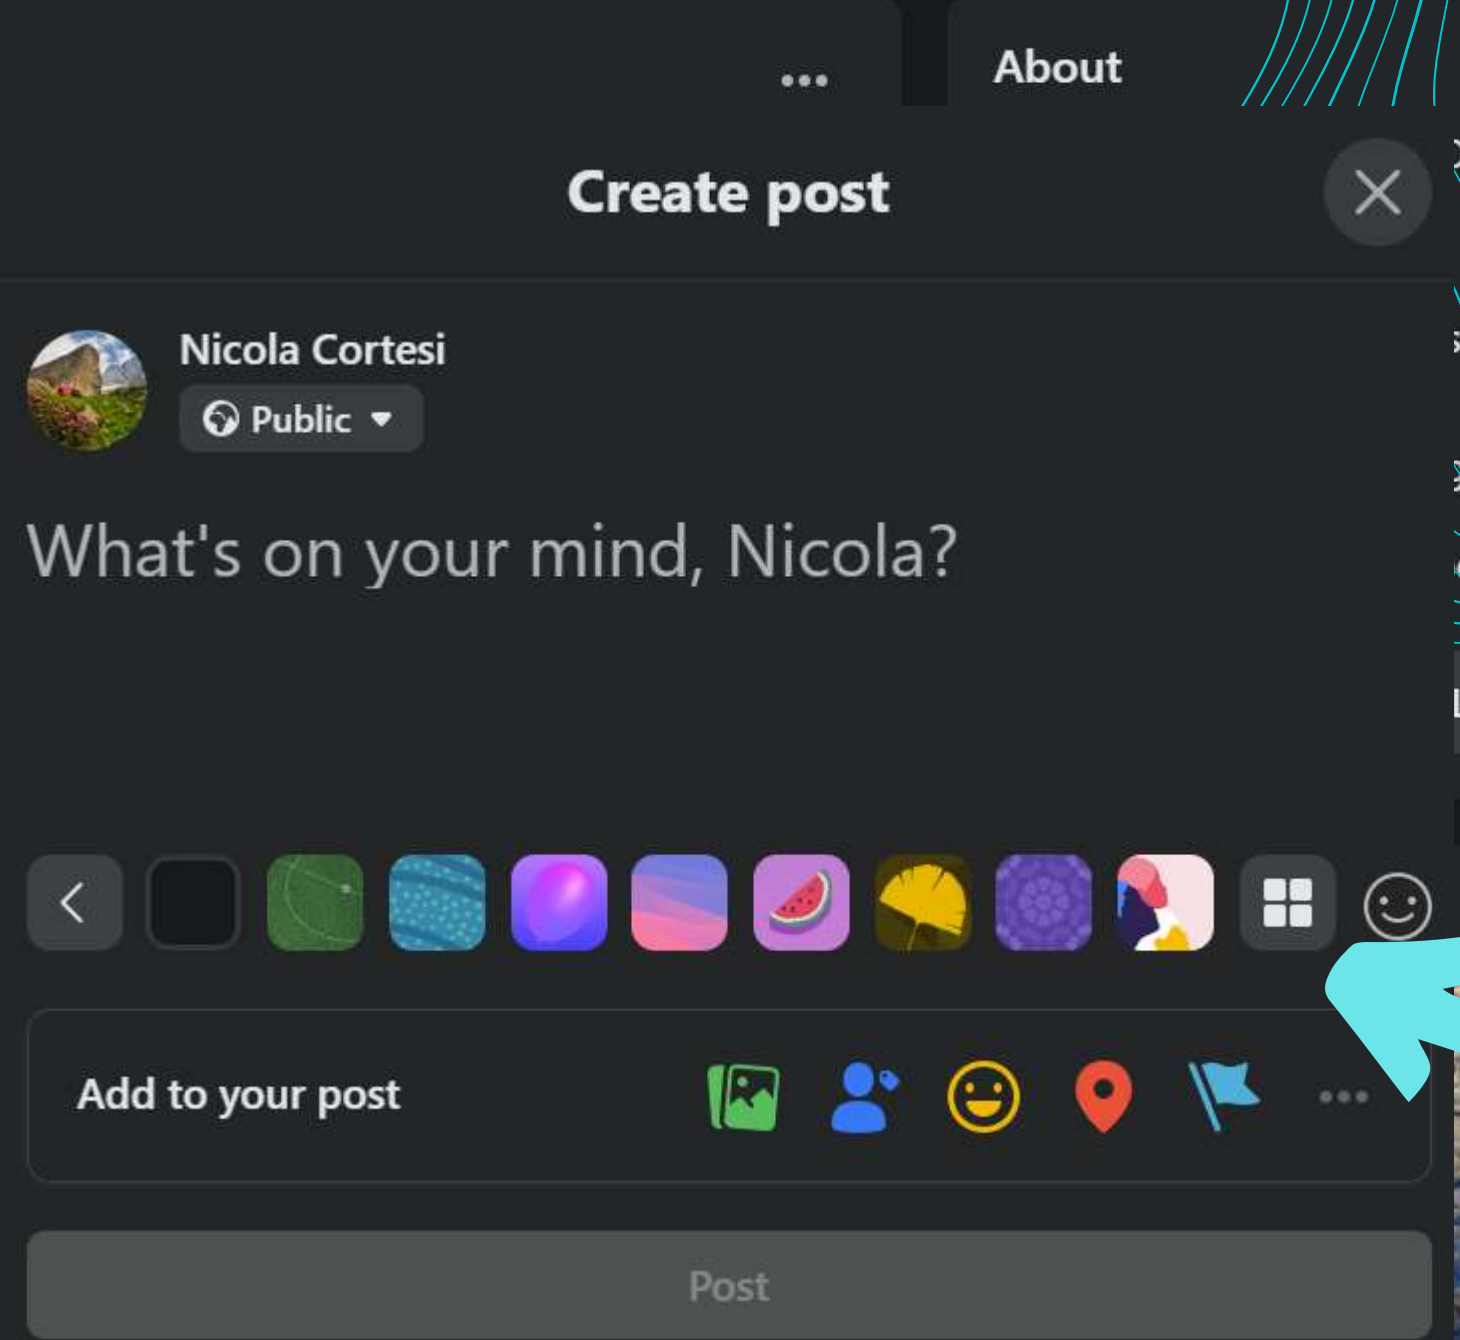 About
Create post
Nicola Cortesi
Public
What's on your mind, Nicola?
Add to your post
Post